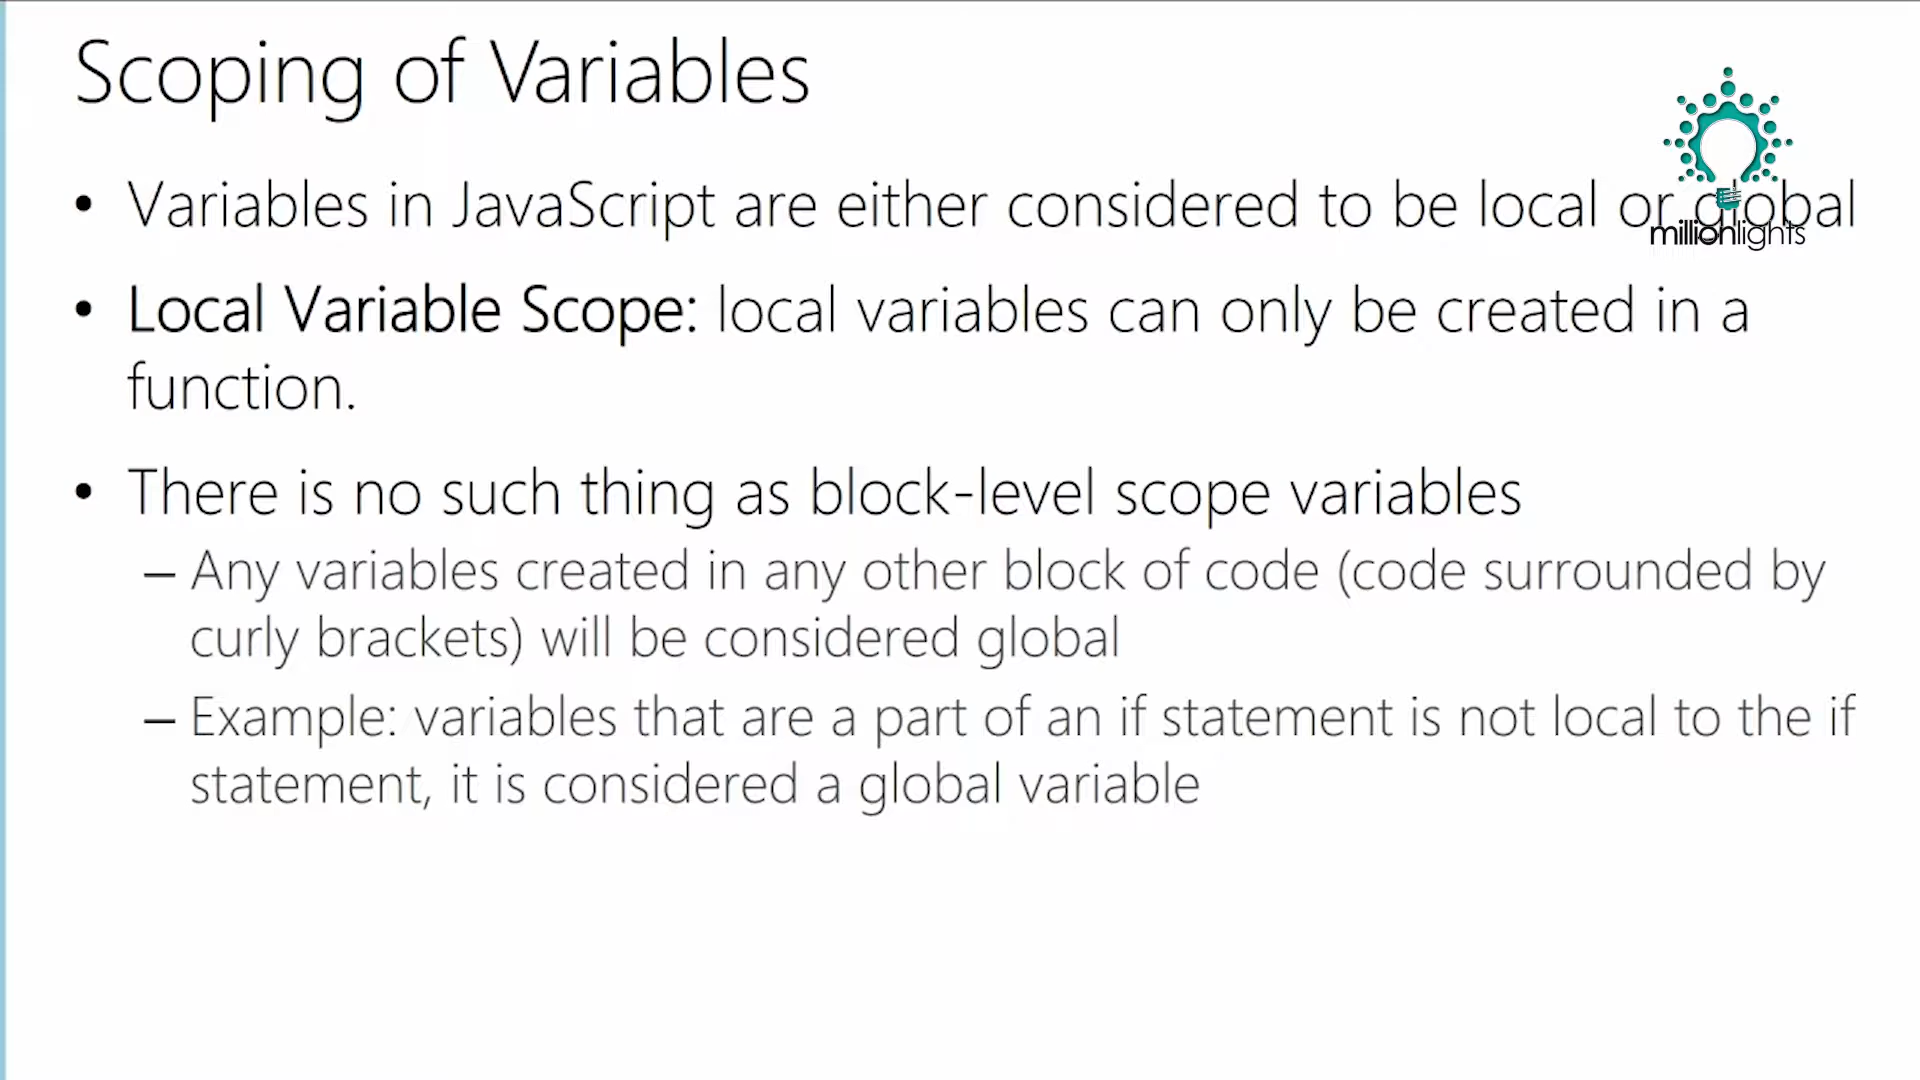 Scoping of Variables
• Variables in JavaScript are either considered to be local or global
millionlights
• Local Variable Scope: local variables can only be created in a
function.
• There is no such thing as block-level scope variables
– Any variables created in any other block of code (code surrounded by
curly brackets) will be considered global
– Example: variables that are a part of an if statement is not local to the if
statement, it is considered a global variable